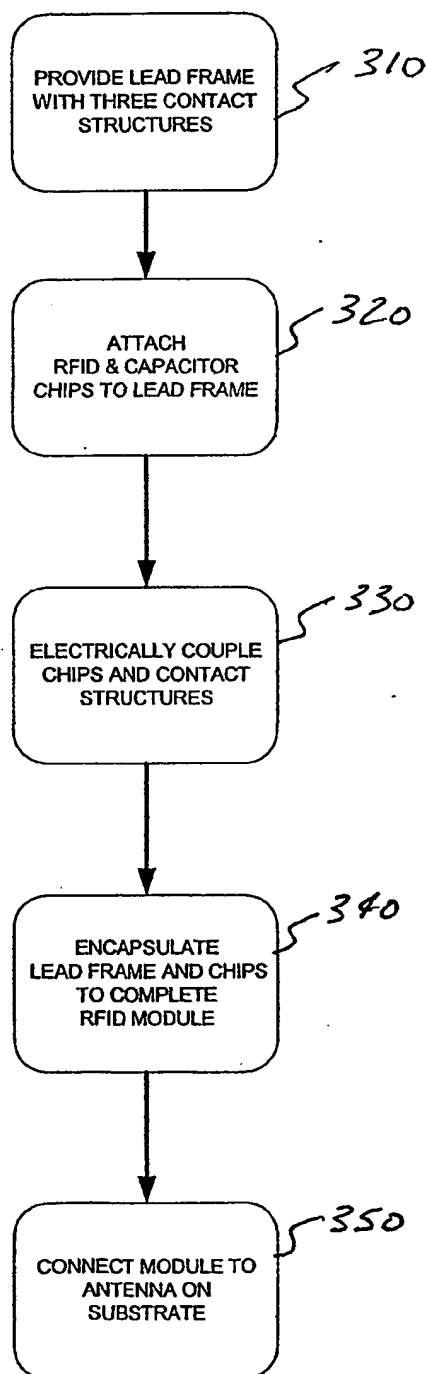 PROVIDE LEAD FRAME
WITH THREE CONTACT
STRUCTURES
310
ATTACH
RFID & CAPACITOR
CHIPS TO LEAD FRAME
320
ELECTRICALLY COUPLE
CHIPS AND CONTACT
STRUCTURES
330
ENCAPSULATE
LEAD FRAME AND CHIPS
TO COMPLETE
RFID MODULE
340
CONNECT MODULE TO
ANTENNA ON
SUBSTRATE
350